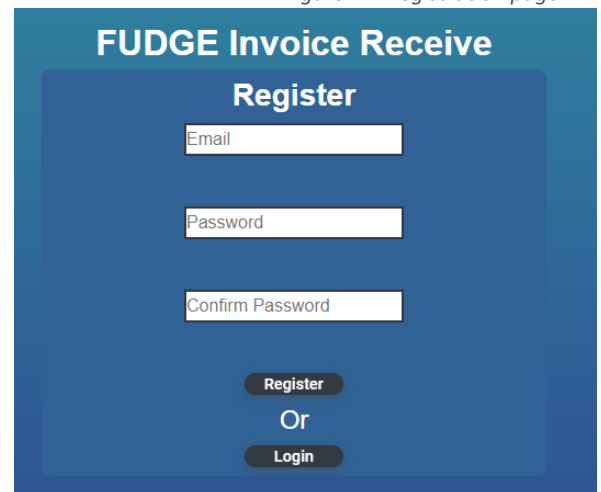 FUDGE Invoice Receive
Register
Email
Password
Confirm Password
Register
Or
Login